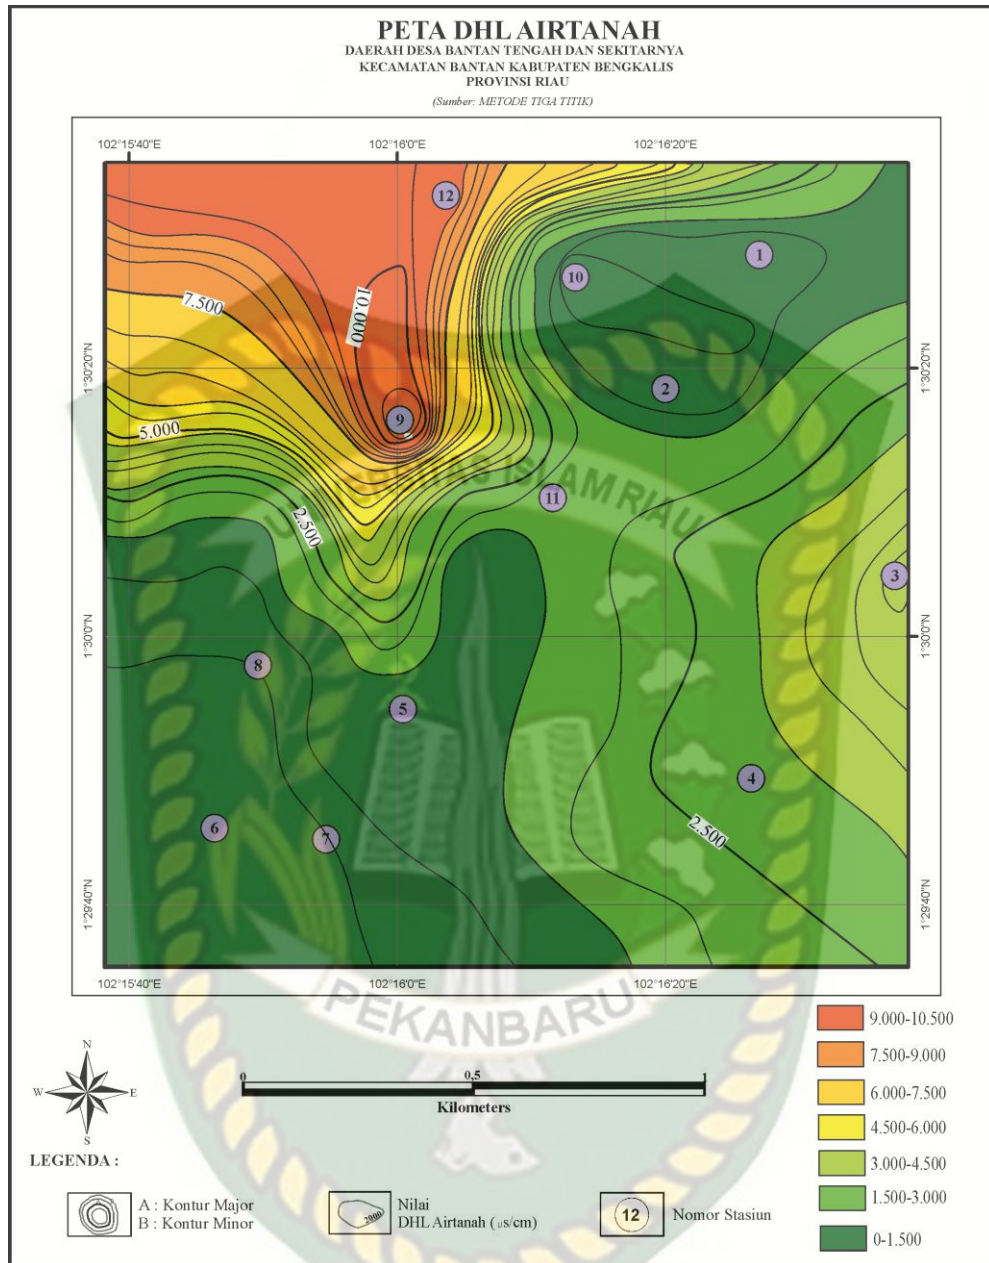 PETA DHL AIRTANAH
DAERAH DESA BANTAN TENGAH DAN SEKITARNYA
KECAMATAN BANTAN KABUPATEN BENGKALIS
PROVINSI RIAU
(Sumber: METODE TIGA TITIK)
102°15'40"E 102°16'0"E 102°16'20"E
12
1
10
7.500
10.000
1°30'20"N 1°30'20"N
2
9
5.000
UNIVERSITAS ISLAM RIAU
11
2.500
3
1°30'0"N 1°30'0"N
8
5
4
6
7
2.500
1°29'40"N 1°29'40"N
102°15'40"E 102°16'0"E 102°16'20"E
PEKANBARU
N
W E
S
0 0,5 1
Kilometers
9.000-10.500
7.500-9.000
6.000-7.500
4.500-6.000
3.000-4.500
1.500-3.000
0-1.500
LEGENDA :
A : Kontur Major
B : Kontur Minor
2000
Nilai
DHL Airtanah (µs/cm)
12
Nomor Stasiun